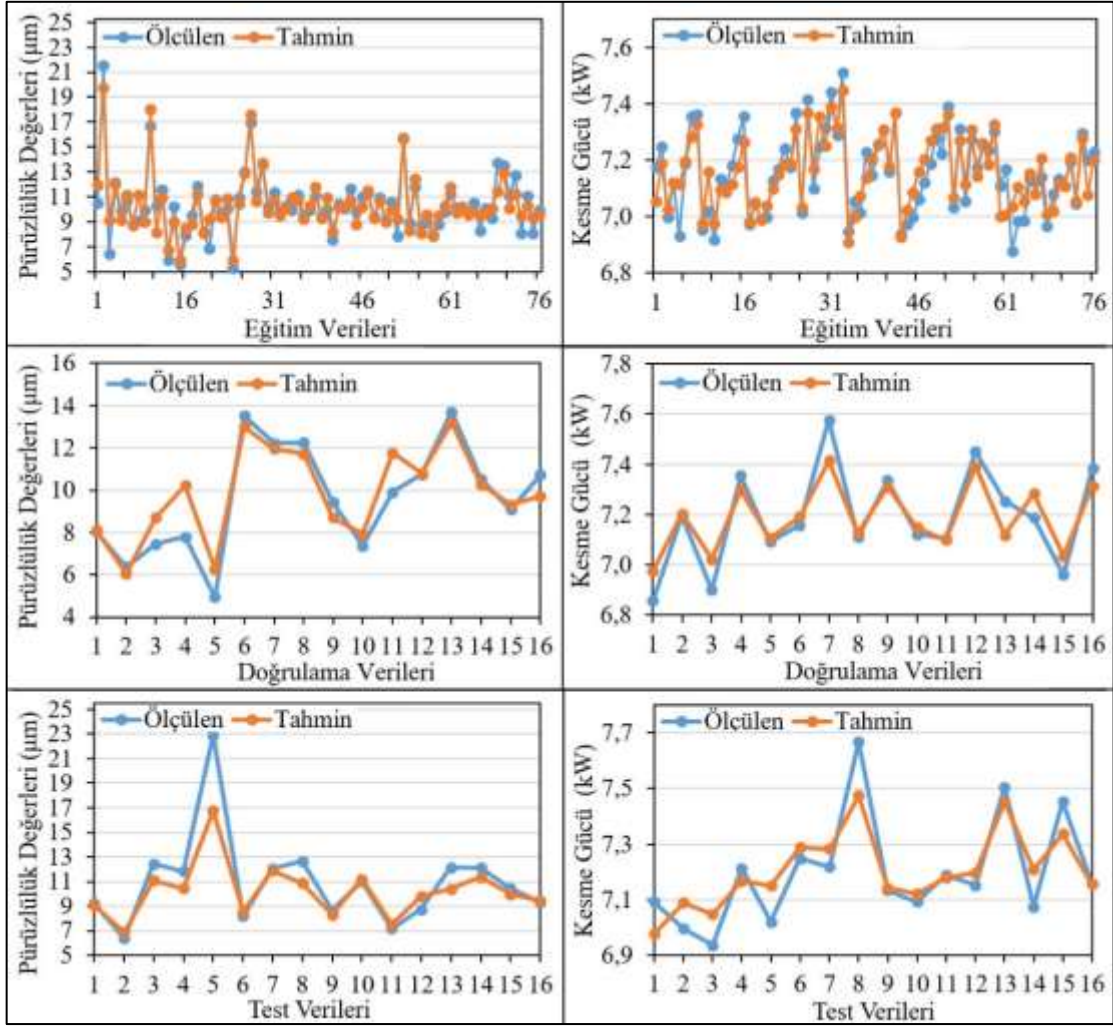 Pürüzlülük Değerleri (µm)
25
23
21
19
17
15
13
11
9
7
5
Ölcülen
Tahmin
1 16 31 46 61 76
Eğitim Verileri
Kesme Gücü (kW)
7,6
7,4
7,2
7,0
6,8
Ölçülen
Tahmin
1 16 31 46 61 76
Eğitim Verileri
Pürüzlülük Değerleri (µm)
16
14
12
10
8
6
4
Ölçülen
Tahmin
1 2 3 4 5 6 7 8 9 10 11 12 13 14 15 16
Doğrulama Verileri
Kesme Gücü (kW)
7,8
7,6
7,4
7,2
7,0
6,8
Ölçülen
Tahmin
1 2 3 4 5 6 7 8 9 10 11 12 13 14 15 16
Doğrulama Verileri
Pürüzlülük Değerleri (µm)
25
23
21
19
17
15
13
11
9
7
5
Ölçülen
Tahmin
1 2 3 4 5 6 7 8 9 10 11 12 13 14 15 16
Test Verileri
Kesme Gücü (kW)
7,7
7,5
7,3
7,1
6,9
Ölçülen
Tahmin
1 2 3 4 5 6 7 8 9 10 11 12 13 14 15 16
Test Verileri